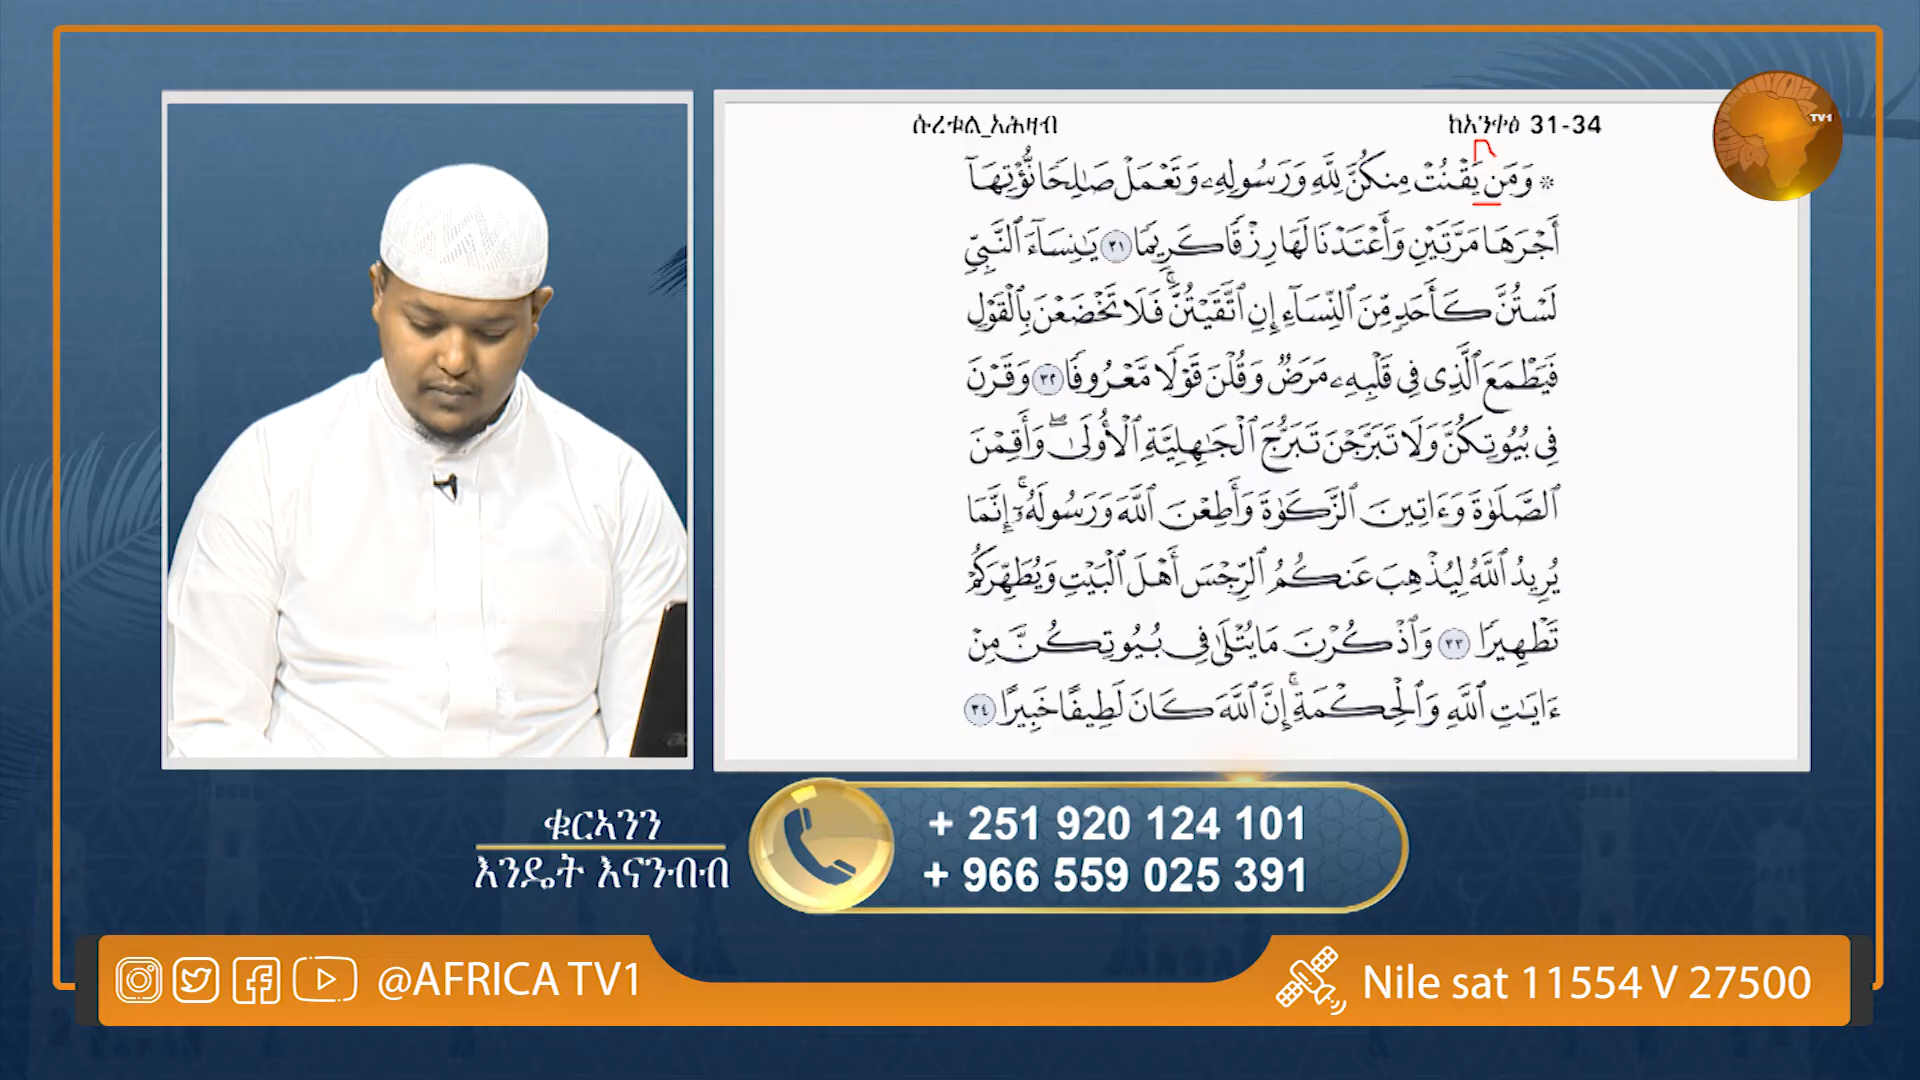 ሱረቱል_አሕዛብ
ከአንቀፅ 31-34
TV1
۞ وَمَن يَقْنُتْ مِنكُنَّ لِلَّهِ وَرَسُولِهِۦ وَتَعْمَلْ صَٰلِحًا نُّؤْتِهَآ
أَجْرَهَا مَرَّتَيْنِ وَأَعْتَدْنَا لَهَا رِزْقًا كَرِيمًا ٣١ يَٰنِسَآءَ ٱلنَّبِيِّ
لَسْتُنَّ كَأَحَدٍ مِّنَ ٱلنِّسَآءِ إِنِ ٱتَّقَيْتُنَّۚ فَلَا تَخْضَعْنَ بِٱلْقَوْلِ
فَيَطْمَعَ ٱلَّذِى فِى قَلْبِهِۦ مَرَضٌ وَقُلْنَ قَوْلًا مَّعْرُوفًا ٣٢ وَقَرْنَ
فِى بُيُوتِكُنَّ وَلَا تَبَرَّجْنَ تَبَرُّجَ ٱلْجَٰهِلِيَّةِ ٱلْأُولَىٰۖ وَأَقِمْنَ
ٱلصَّلَوٰةَ وَءَاتِينَ ٱلزَّكَوٰةَ وَأَطِعْنَ ٱللَّهَ وَرَسُولَهُۥٓۚ إِنَّمَا
يُرِيدُ ٱللَّهُ لِيُذْهِبَ عَنكُمُ ٱلرِّجْسَ أَهْلَ ٱلْبَيْتِ وَيُطَهِّرَكُمْ
تَطْهِيرًا ٣٣ وَٱذْكُرْنَ مَا يُتْلَىٰ فِى بُيُوتِكُنَّ مِنْ
ءَايَٰتِ ٱللَّهِ وَٱلْحِكْمَةِۚ إِنَّ ٱللَّهَ كَانَ لَطِيفًا خَبِيرًا ٣٤
ቁርኣንን
እንዴት እናንብብ
+ 251 920 124 101
+ 966 559 025 391
@AFRICA TV1
Nile sat 11554 V 27500